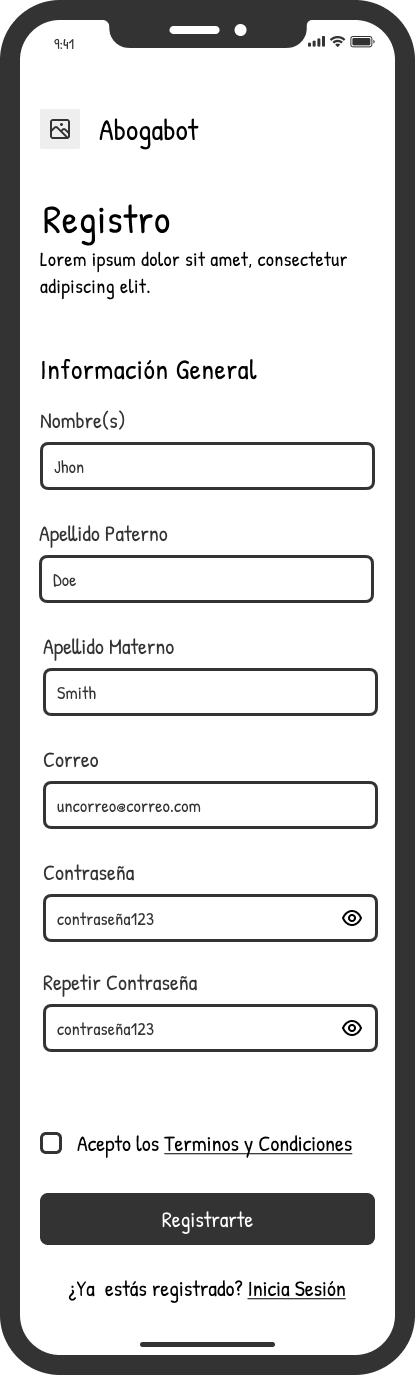 9:41
Abogabot
Registro
Lorem ipsum dolor sit amet, consectetur
adipiscing elit.
Información General
Nombre(s)
Jhon
Apellido Paterno
Doe
Apellido Materno
Smith
Correo
uncorreo@correo.com
Contraseña
contraseña123
Repetir Contraseña
contraseña123
Acepto los Terminos y Condiciones
Registrarte
¿Ya estás registrado? Inicia Sesión